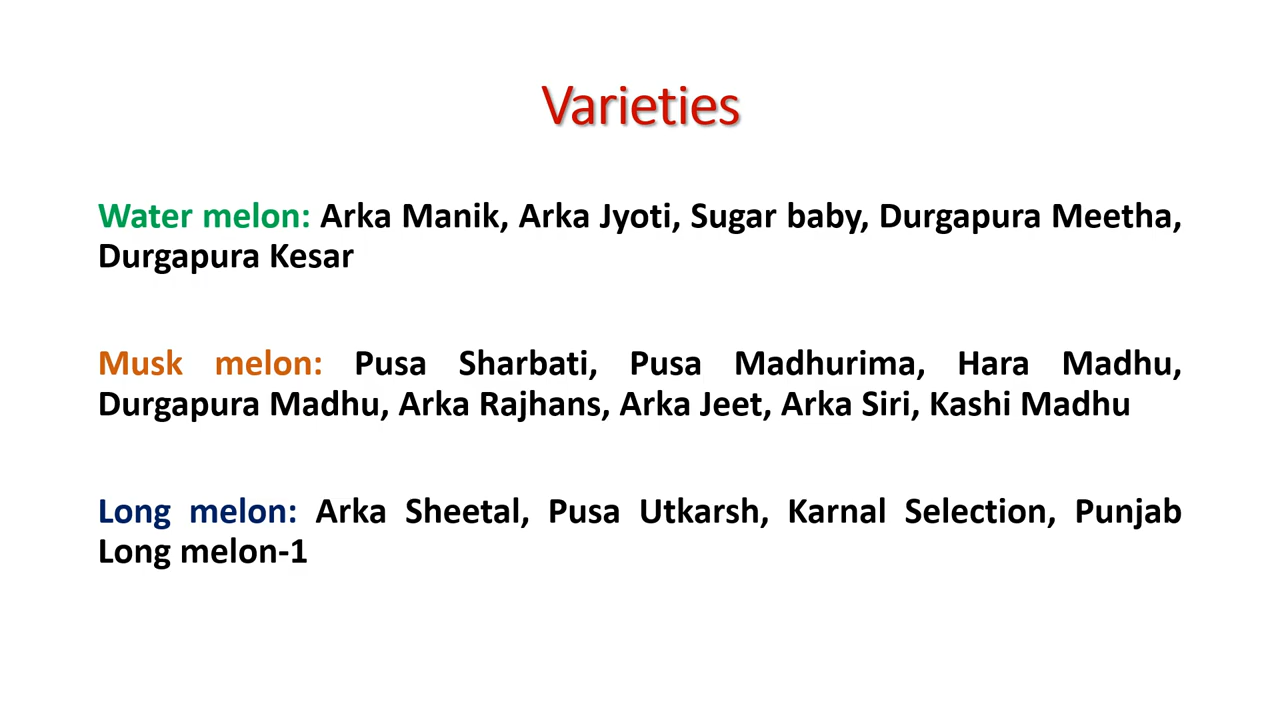 Varieties
Water melon: Arka Manik, Arka Jyoti, Sugar baby, Durgapura Meetha,
Durgapura Kesar
Musk melon: Pusa Sharbati, Pusa Madhurima, Hara Madhu,
Durgapura Madhu, Arka Rajhans, Arka Jeet, Arka Siri, Kashi Madhu
Long melon: Arka Sheetal, Pusa Utkarsh, Karnal Selection, Punjab
Long melon-1